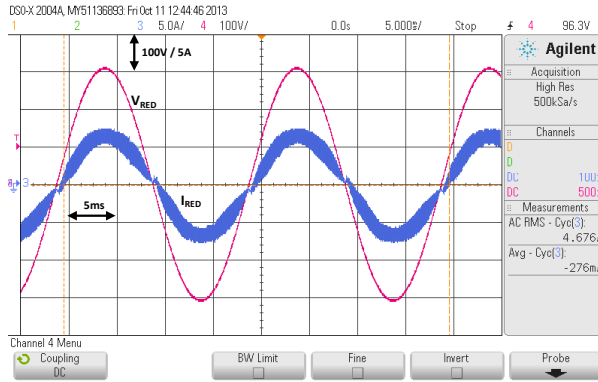 DSO-X 2004A, MY51136893: Fri Oct 11 12:44:46 2013
1 2 3 5.0A/ 4 100V/ 0.0s 5.000s/ Stop 4 96.3V
Agilent
Acquisition
High Res
500kSa/s
Channels
DC
100:
DC
500:
Measurements
AC RMS - Cyc(3):
4.676
Avg - Cyc(3):
-276m
100V / 5A
VRED
T
3
5ms
IRED
Channel 4 Menu
Coupling
DC
BW Limit
Fine
Invert
Probe